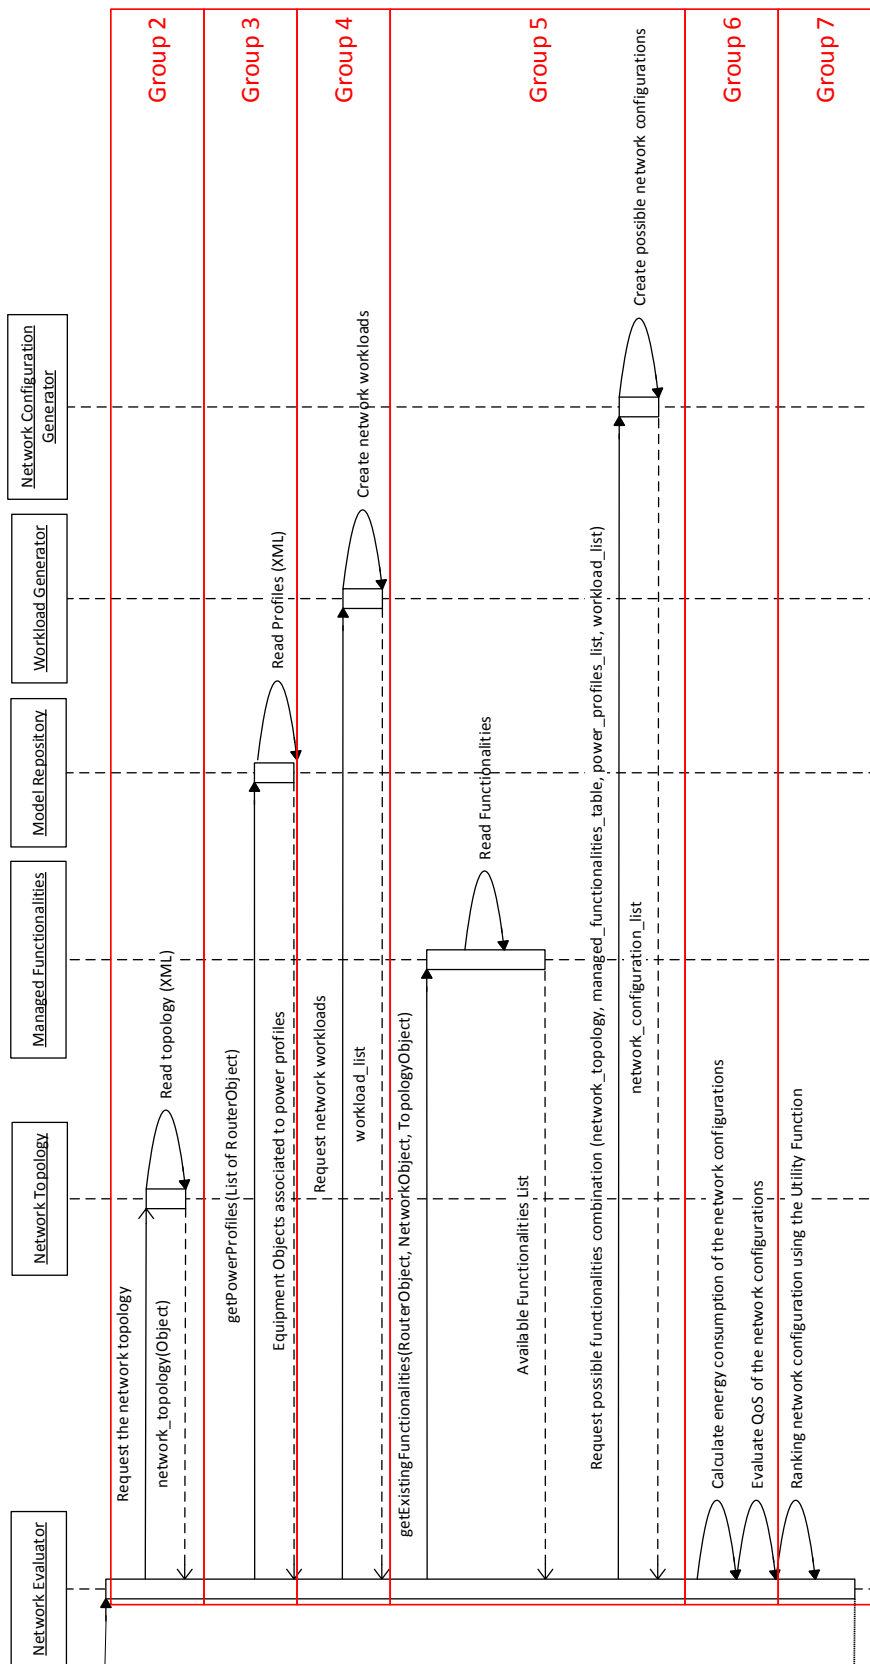 Network Evaluator
Network Topology
Managed Functionalities
Model Repository
Workload Generator
Network Configuration
Generator
Request the network topology
Read topology (XML)
network_topology(Object)
Group 2
getPowerProfiles(List of RouterObject)
Read Profiles (XML)
Equipment Objects associated to power profiles
Group 3
Request network workloads
Create network workloads
workload_list
Group 4
getExistingFunctionalities(RouterObject, NetworkObject, TopologyObject)
Read Functionalities
Available Functionalities List
Group 5
Request possible functionalities combination (network_topology, managed_functionalities_table, power_profiles_list, workload_list)
Create possible network configurations
network_configuration_list
Calculate energy consumption of the network configurations
Group 6
Evaluate QoS of the network configurations
Ranking network configuration using the Utility Function
Group 7